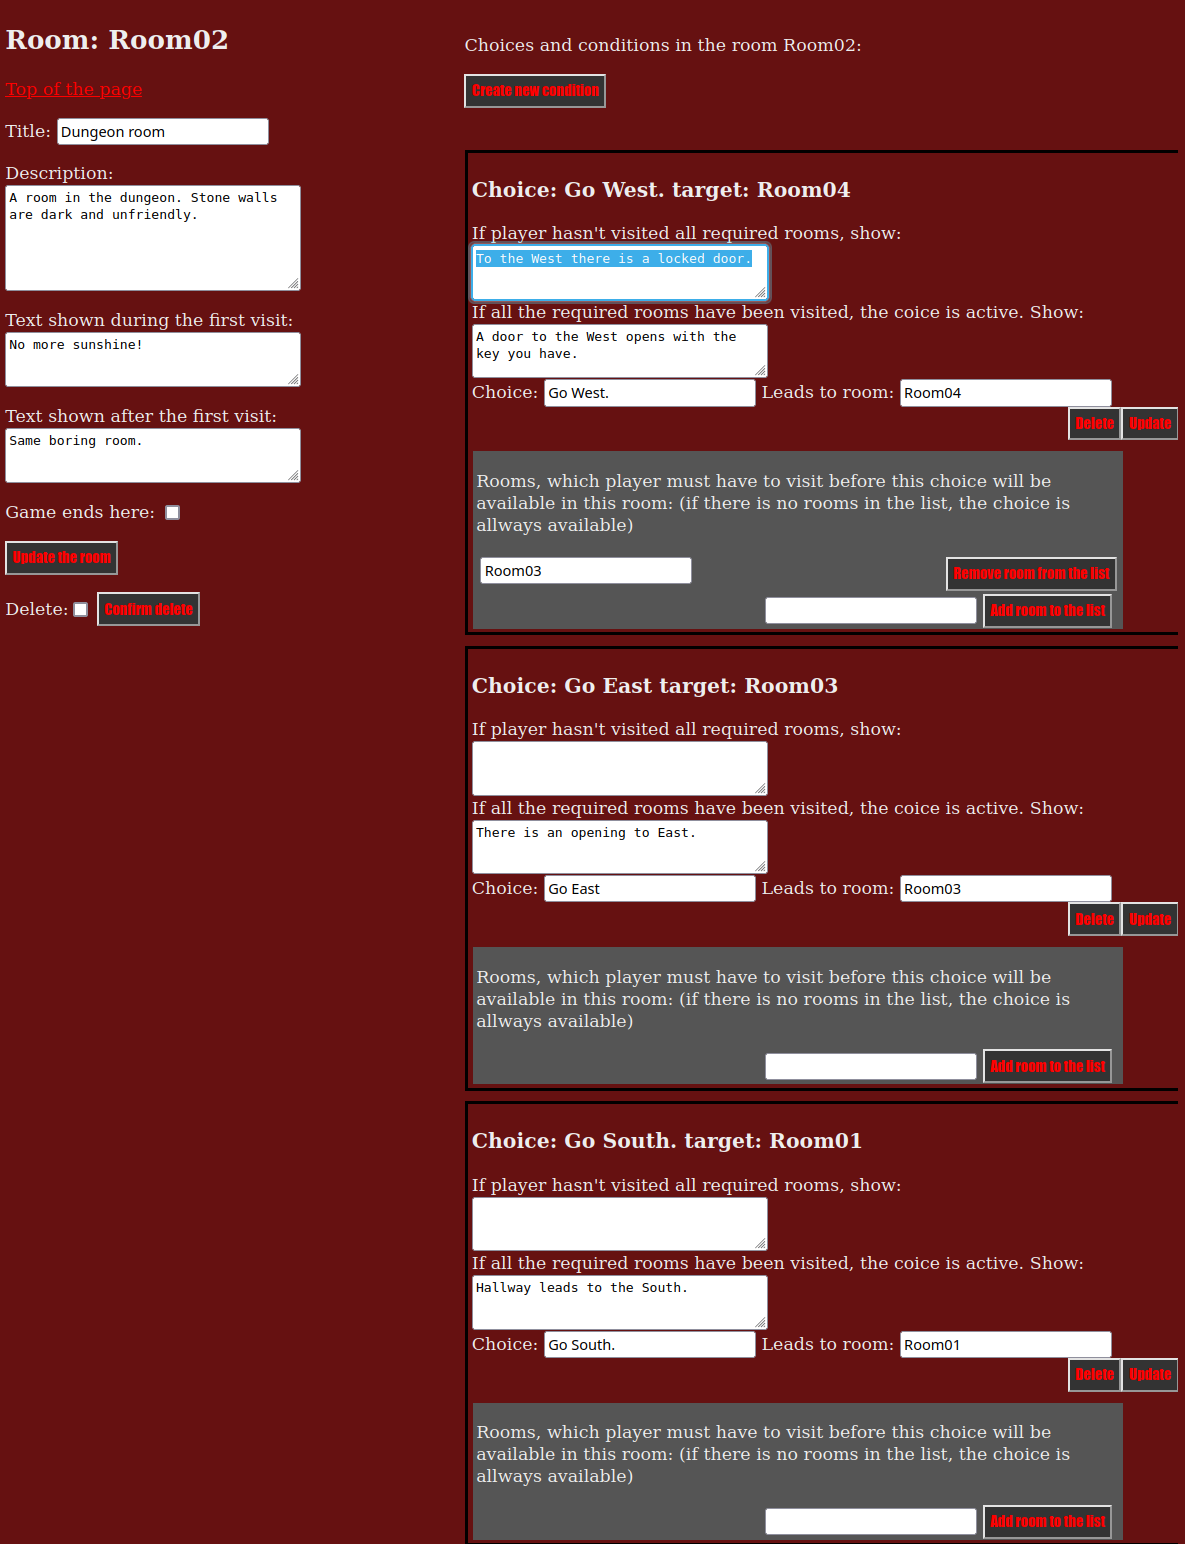 Room: Room02
Top of the page
Title: Dungeon room
Description:
A room in the dungeon. Stone walls
are dark and unfriendly.
Text shown during the first visit:
No more sunshine!
Text shown after the first visit:
Same boring room.
Game ends here:
Update the room
Delete: Confirm delete
Choices and conditions in the room Room02:
Create new condition
Choice: Go West. target: Room04
If player hasn't visited all required rooms, show:
To the West there is a locked door.
If all the required rooms have been visited, the coice is active. Show:
A door to the West opens with the
key you have.
Choice: Go West. Leads to room: Room04
Delete Update
Rooms, which player must have to visit before this choice will be
available in this room: (if there is no rooms in the list, the choice is
allways available)
Room03 Remove room from the list
Add room to the list
Choice: Go East target: Room03
If player hasn't visited all required rooms, show:
If all the required rooms have been visited, the coice is active. Show:
There is an opening to East.
Choice: Go East Leads to room: Room03
Delete Update
Rooms, which player must have to visit before this choice will be
available in this room: (if there is no rooms in the list, the choice is
allways available)
Add room to the list
Choice: Go South. target: Room01
If player hasn't visited all required rooms, show:
If all the required rooms have been visited, the coice is active. Show:
Hallway leads to the South.
Choice: Go South. Leads to room: Room01
Delete Update
Rooms, which player must have to visit before this choice will be
available in this room: (if there is no rooms in the list, the choice is
allways available)
Add room to the list